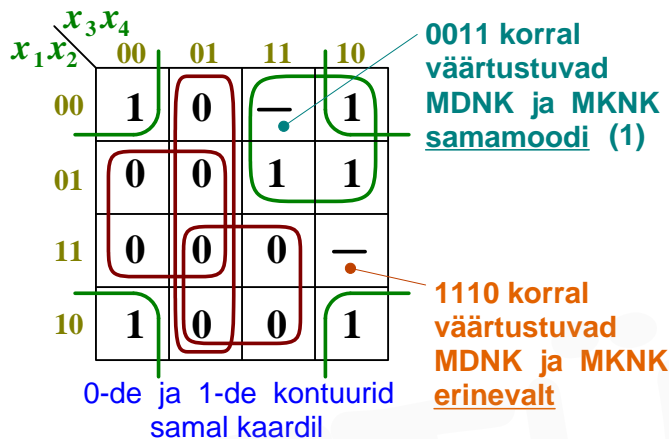 x₃x₄
x₁x₂
00 01 11 10
00 1 0 — 1
01 0 0 1 1
11 0 0 0 —
10 1 0 0 1
0011 korral
väärtustuvad
MDNK ja MKNK
samamoodi (1)
1110 korral
väärtustuvad
MDNK ja MKNK
erinevalt
0-de ja 1-de kontuurid
samal kaardil